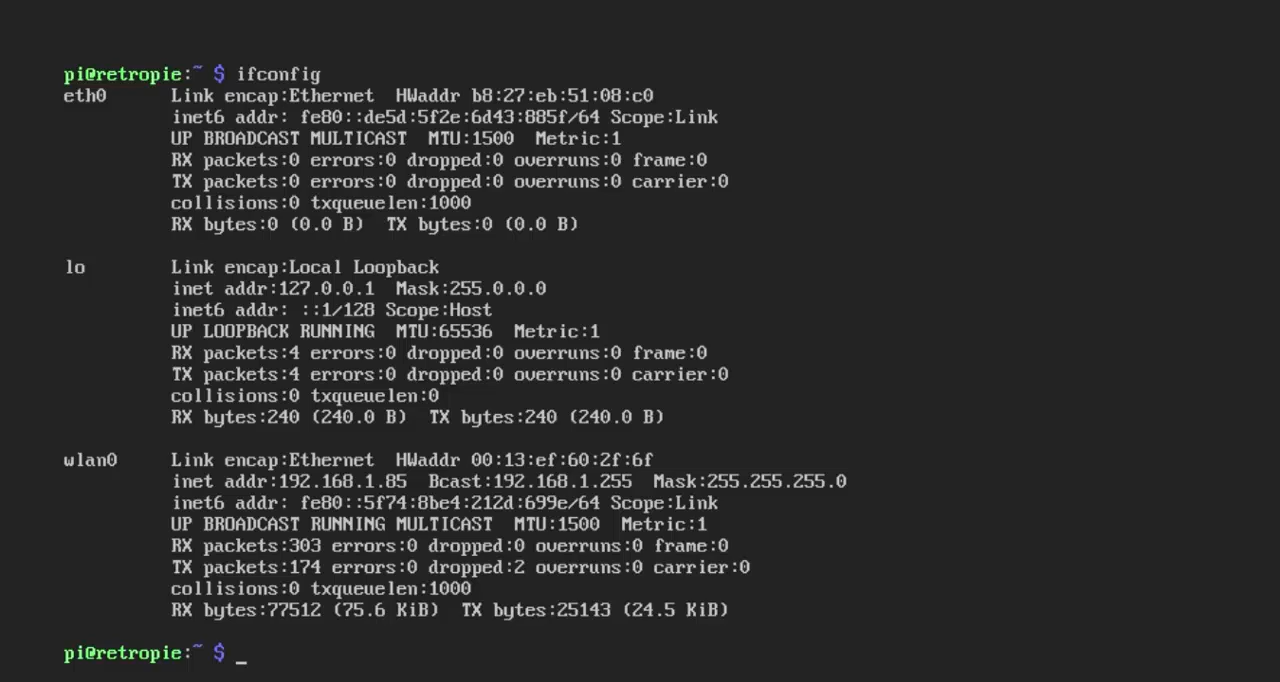 pi@retropie:~ $ ifconfig
eth0      Link encap:Ethernet  HWaddr b8:27:eb:51:08:c0
          inet6 addr: fe80::de5d:5f2e:6d43:885f/64 Scope:Link
          UP BROADCAST MULTICAST  MTU:1500  Metric:1
          RX packets:0 errors:0 dropped:0 overruns:0 frame:0
          TX packets:0 errors:0 dropped:0 overruns:0 carrier:0
          collisions:0 txqueuelen:1000
          RX bytes:0 (0.0 B)  TX bytes:0 (0.0 B)

lo        Link encap:Local Loopback
          inet addr:127.0.0.1  Mask:255.0.0.0
          inet6 addr: ::1/128 Scope:Host
          UP LOOPBACK RUNNING  MTU:65536  Metric:1
          RX packets:4 errors:0 dropped:0 overruns:0 frame:0
          TX packets:4 errors:0 dropped:0 overruns:0 carrier:0
          collisions:0 txqueuelen:0
          RX bytes:240 (240.0 B)  TX bytes:240 (240.0 B)

wlan0     Link encap:Ethernet  HWaddr 00:13:ef:60:2f:6f
          inet addr:192.168.1.85  Bcast:192.168.1.255  Mask:255.255.255.0
          inet6 addr: fe80::5f74:8be4:212d:699e/64 Scope:Link
          UP BROADCAST RUNNING MULTICAST  MTU:1500  Metric:1
          RX packets:303 errors:0 dropped:0 overruns:0 frame:0
          TX packets:174 errors:0 dropped:2 overruns:0 carrier:0
          collisions:0 txqueuelen:1000
          RX bytes:77512 (75.6 KiB)  TX bytes:25143 (24.5 KiB)

pi@retropie:~ $ _